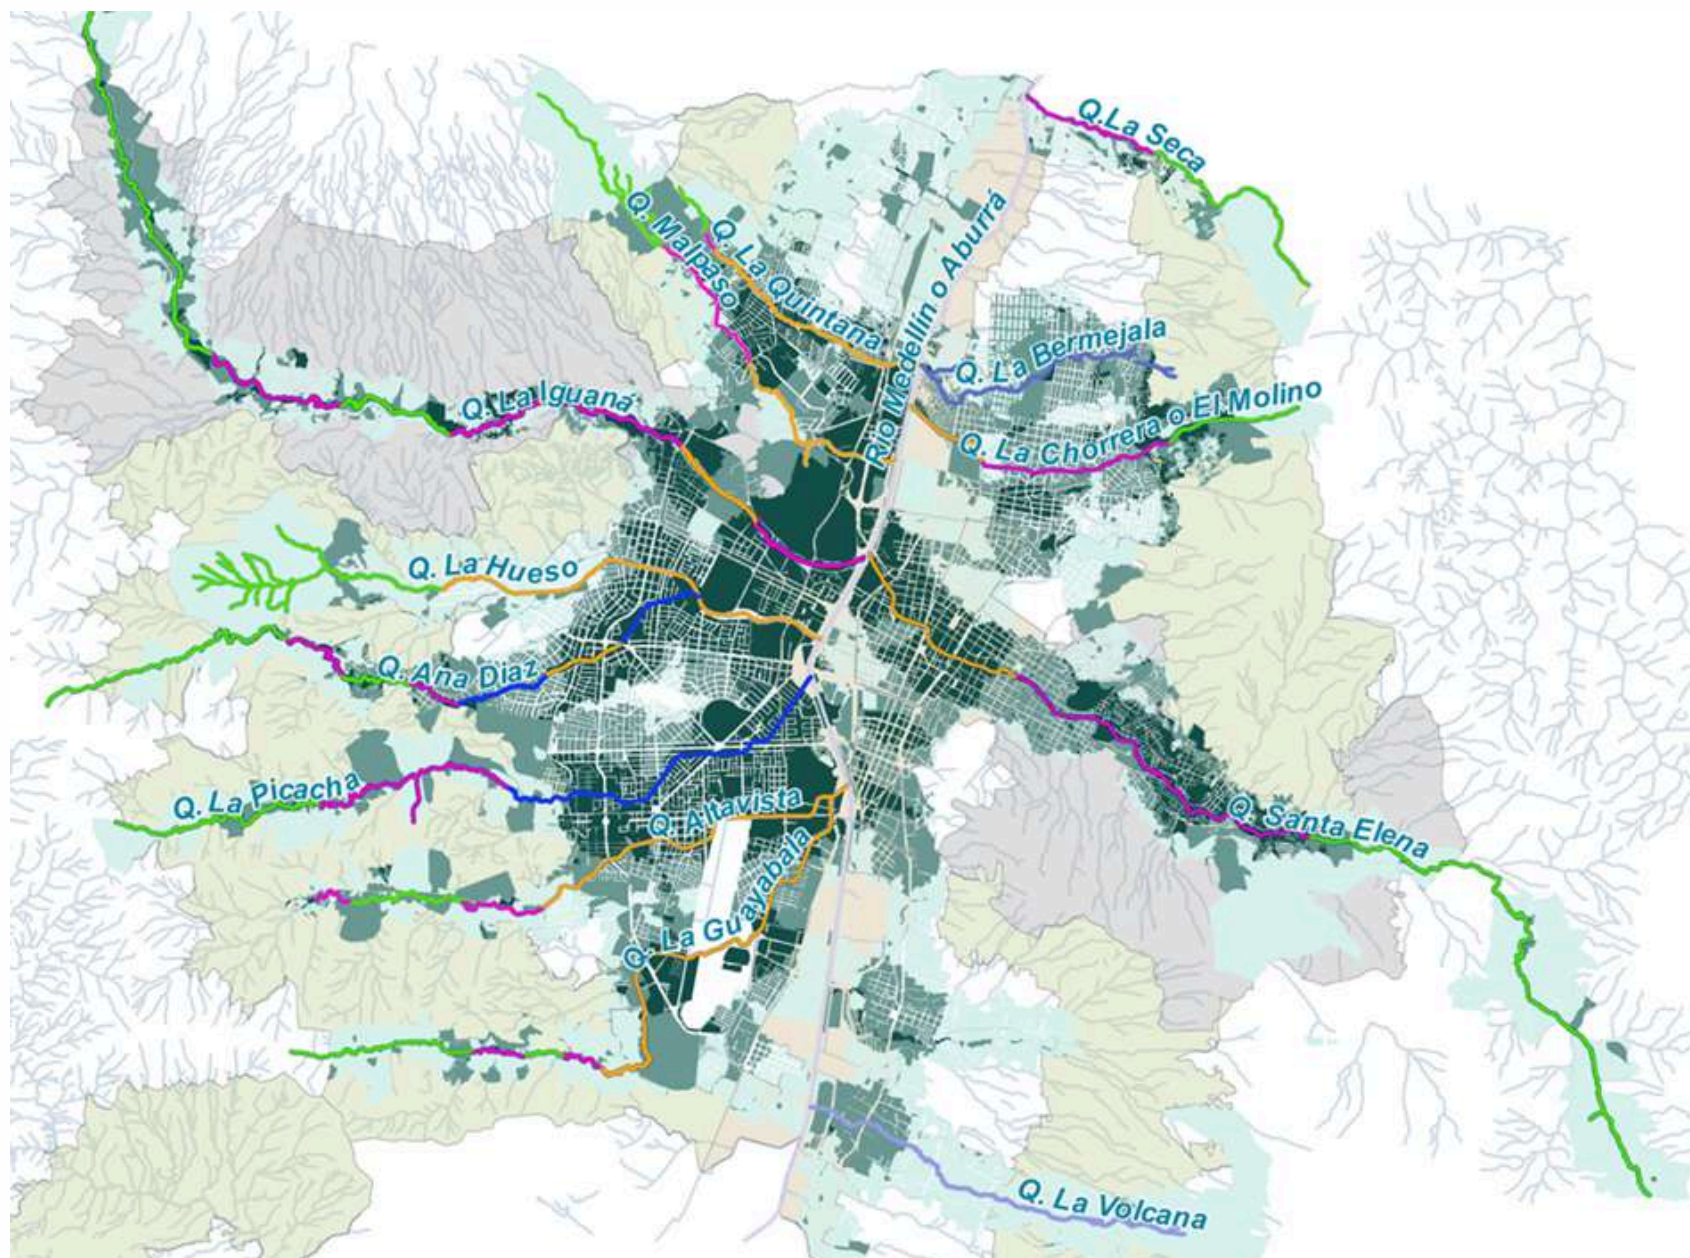 Q.La Seca
Q. Malpaso
Q. La Quintana
Río Medellín o Aburrá
Q. La Bermejala
Q. La Iguaná
Q. La Chorrera o El Molino
Q. La Hueso
Q. Ana Díaz
Q. La Picacha
Q. Altavista
Q. Santa Elena
Q. La Guayabala
Q. La Volcana